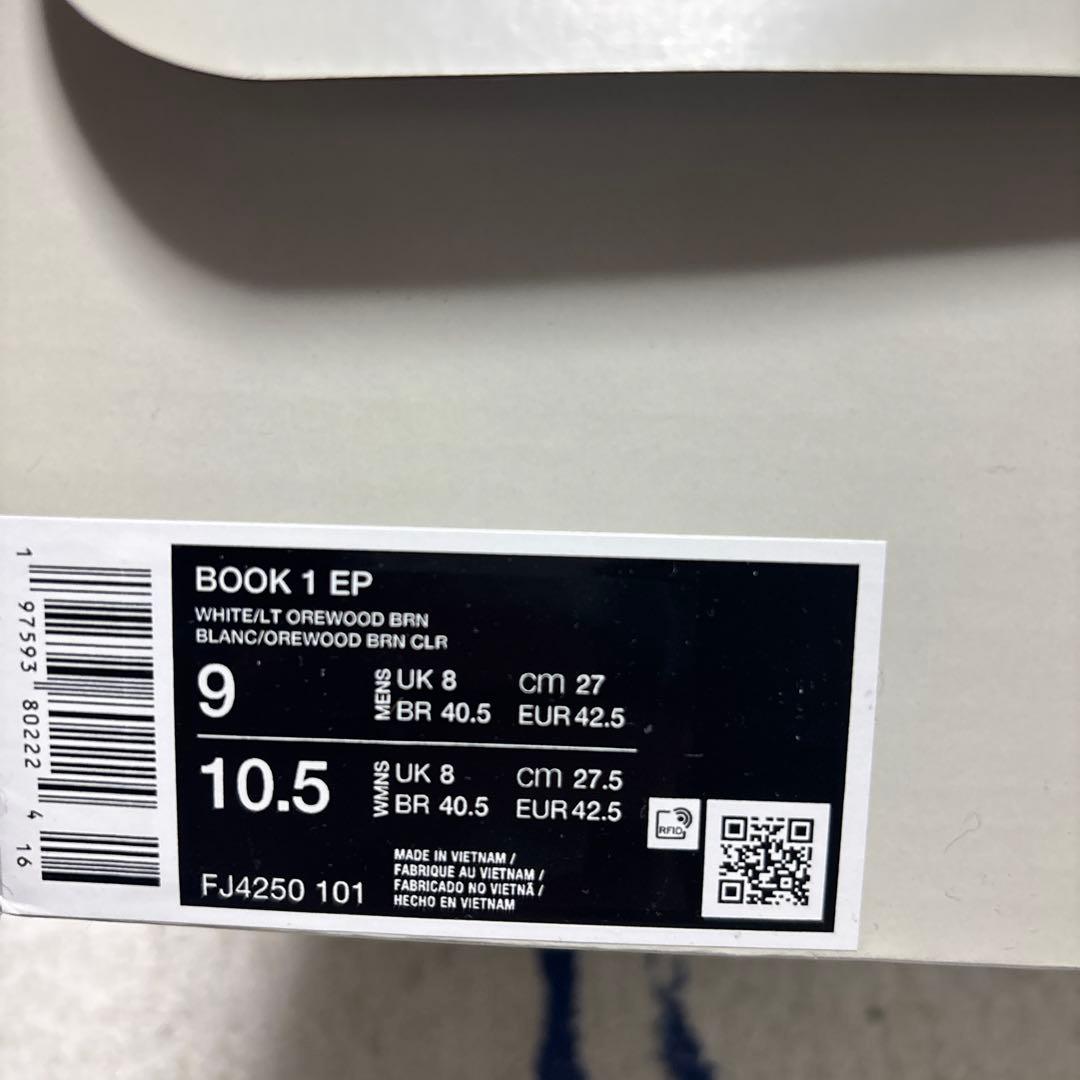 BOOK 1 EP
WHITE/LT OREWOOD BRN
BLANC/OREWOOD BRN CLR
9
MENS
UK 8 cm 27
BR 40.5 EUR 42.5
10.5
WMNS
UK 8 cm 27.5
BR 40.5 EUR 42.5
RFID
FJ4250 101
MADE IN VIETNAM /
FABRIQUE AU VIETNAM /
FABRICADO NO VIETNÃ /
HECHO EN VIETNAM
1 97593 80222 4 16